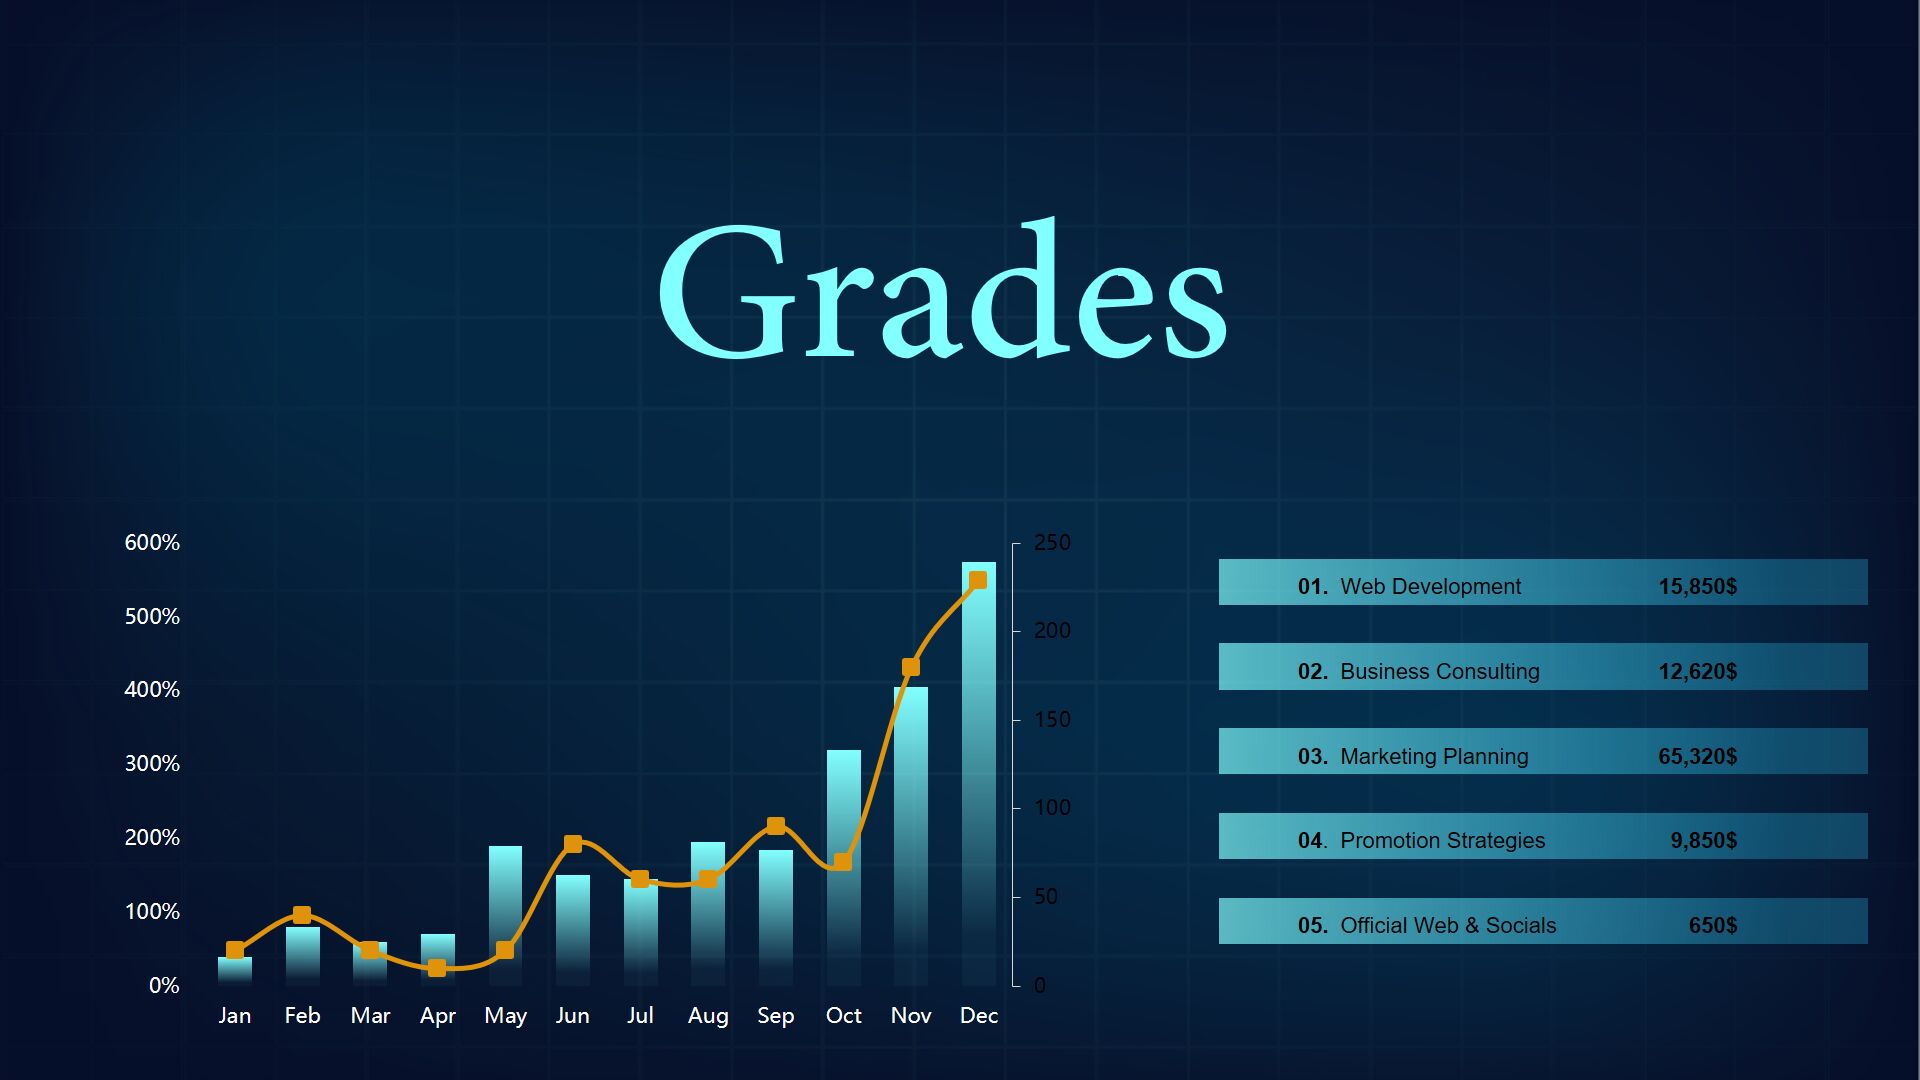 Grades
600%
500%
400%
300%
200%
100%
0%
250
200
150
100
50
0
Jan Feb Mar Apr May Jun Jul Aug Sep Oct Nov Dec
01. Web Development 15,850$
02. Business Consulting 12,620$
03. Marketing Planning 65,320$
04. Promotion Strategies 9,850$
05. Official Web & Socials 650$